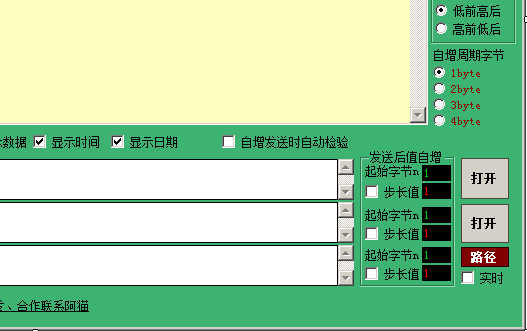 低前高后
高前低后
自增周期字节
1byte
2byte
3byte
4byte
数据 显示时间 显示日期 自增发送时自动检验
发送后值自增
起始字节n 1
步长值 1
打开
起始字节n 1
步长值 1
打开
起始字节n 1
步长值 1
路径
实时
、合作联系阿猫